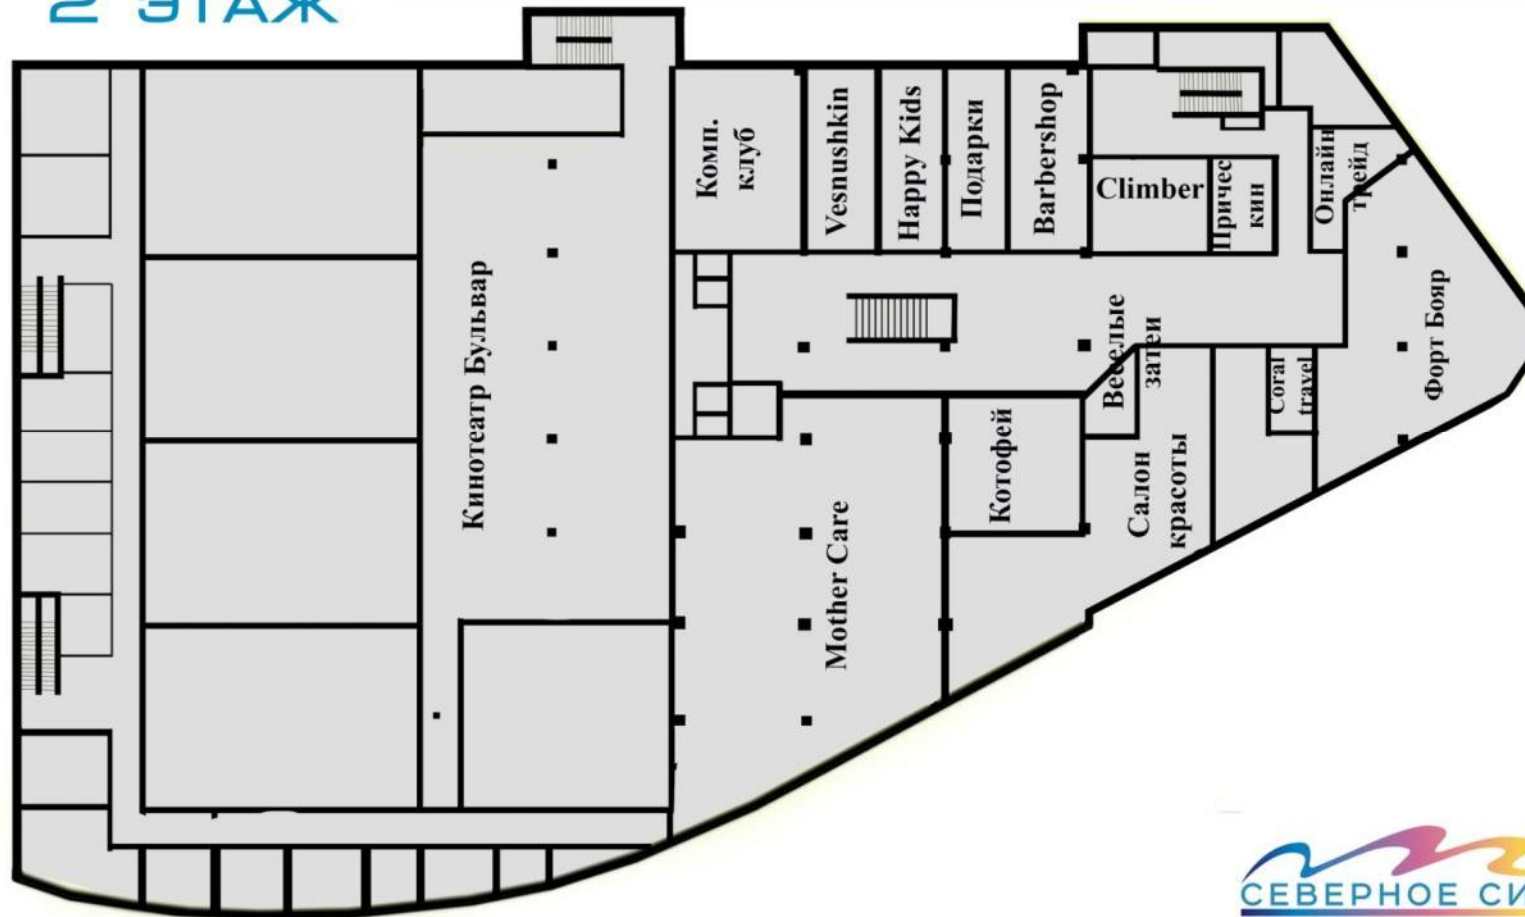 2 ЭТАЖ
Комп.
клуб
Vesnushkin
Happy Kids
Подарки
Barbershop
Climber
Причес
кин
Онлайн
трейд
Кинотеатр Бульвар
Веселые
затеи
Coral
travel
Форт Бояр
Mother Care
Котофей
Салон
красоты
СЕВЕРНОЕ СИ